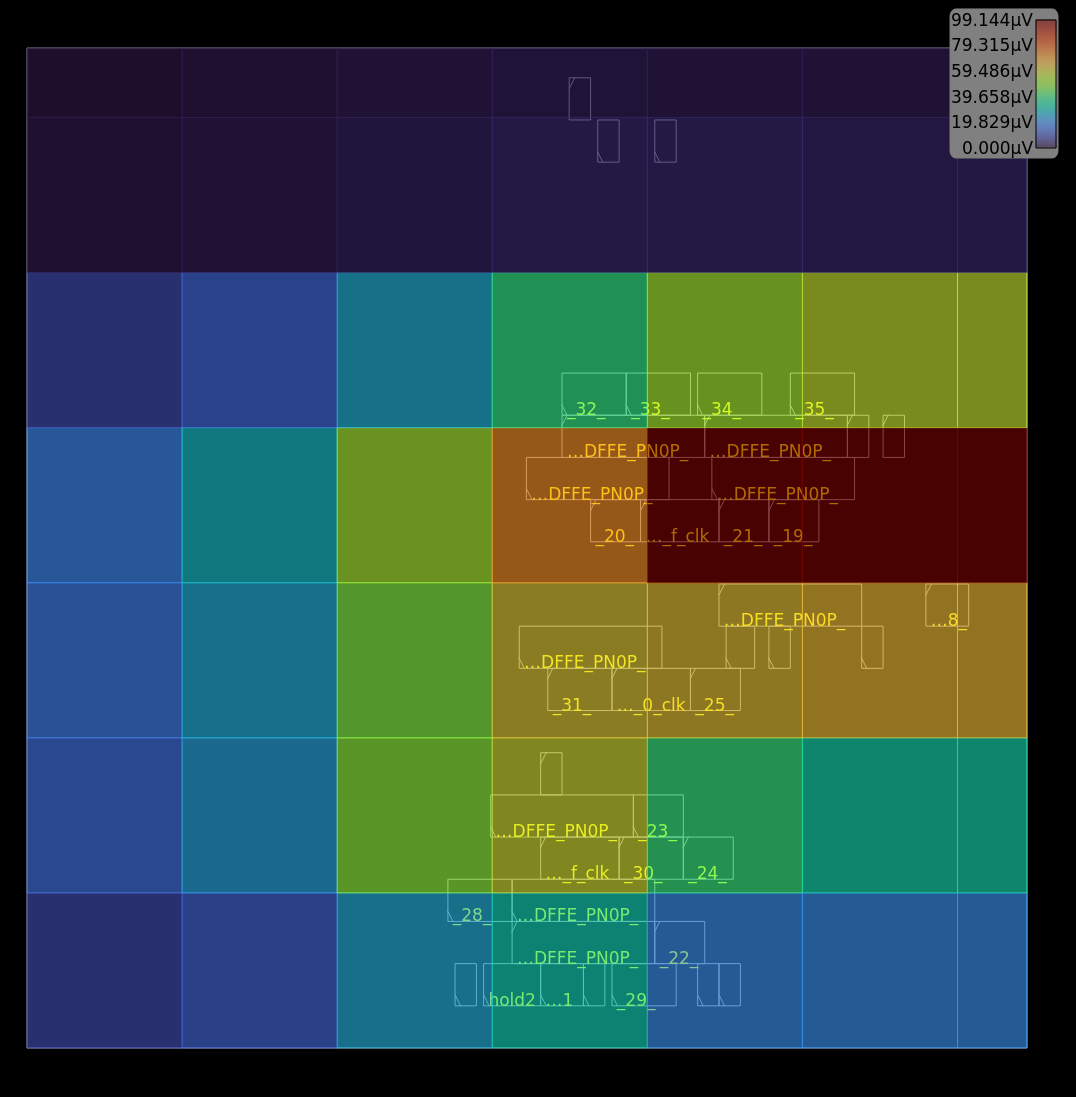 99.144µV
79.315µV
59.486µV
39.658µV
19.829µV
0.000µV
_32_ _33_ _34_ _35_
...DFFE_PN0P_ ...DFFE_PN0P_
...DFFE_PN0P_ ...DFFE_PN0P_
_20_ ..._f_clk _21_ _19_
...DFFE_PN0P_ ...8_
...DFFE_PN0P_
_31_ ..._0_clk _25_
...DFFE_PN0P_ _23_
..._f_clk _30_ _24_
_28_ ...DFFE_PN0P_
...DFFE_PN0P_ _22_
hold2 ...1 _29_